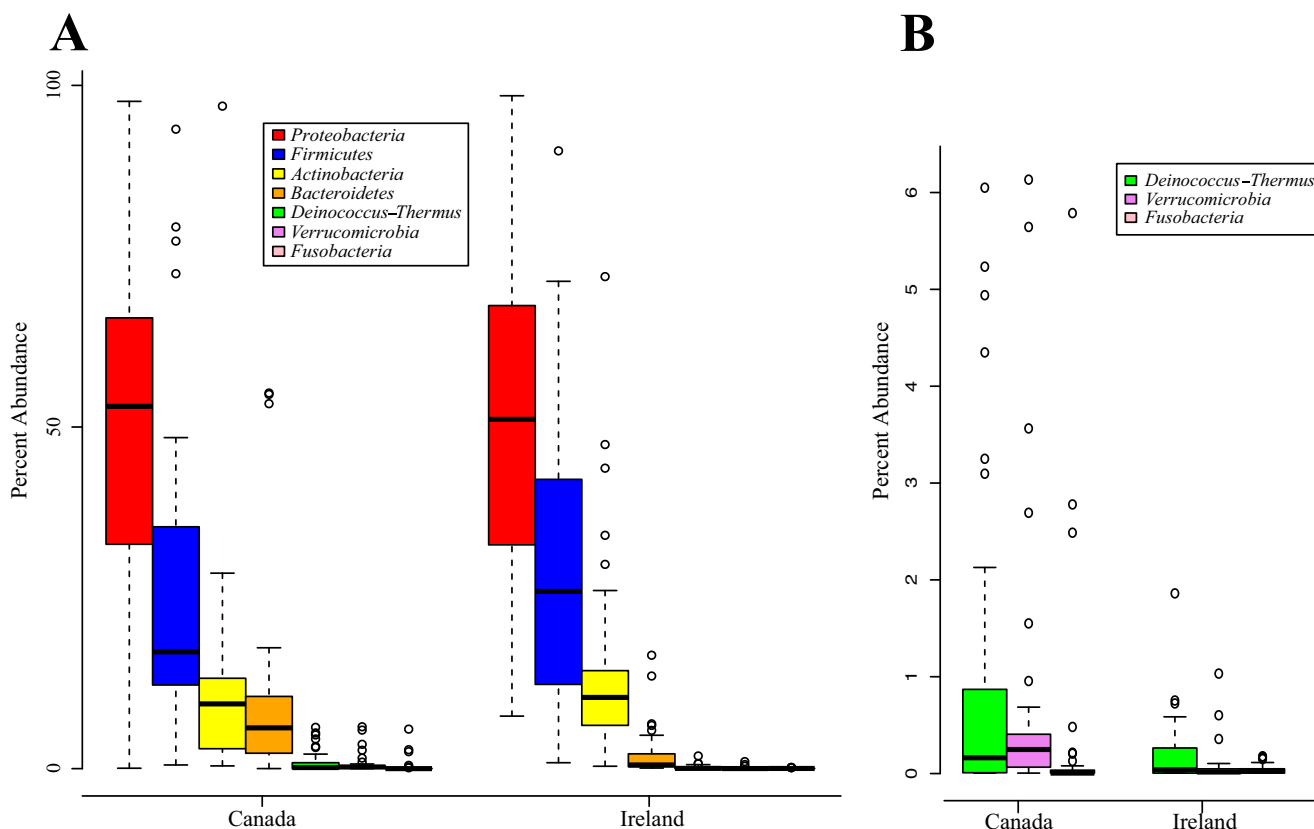 A
100
50
0
Percent Abundance
Proteobacteria
Firmicutes
Actinobacteria
Bacteroidetes
Deinococcus–Thermus
Verrucomicrobia
Fusobacteria
Canada
Ireland
B
6
5
4
3
2
1
0
Percent Abundance
Deinococcus–Thermus
Verrucomicrobia
Fusobacteria
Canada
Ireland